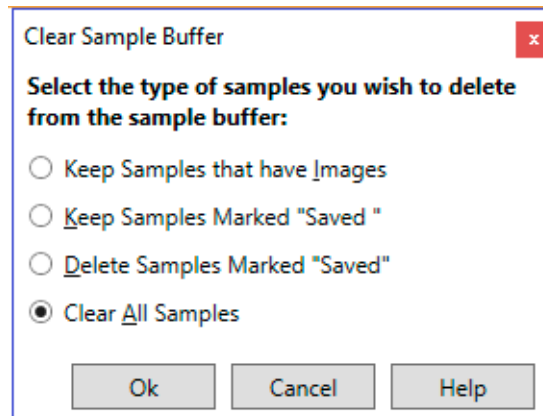 Clear Sample Buffer
x
Select the type of samples you wish to delete
from the sample buffer:
Keep Samples that have Images
Keep Samples Marked "Saved "
Delete Samples Marked "Saved"
Clear All Samples
Ok Cancel Help